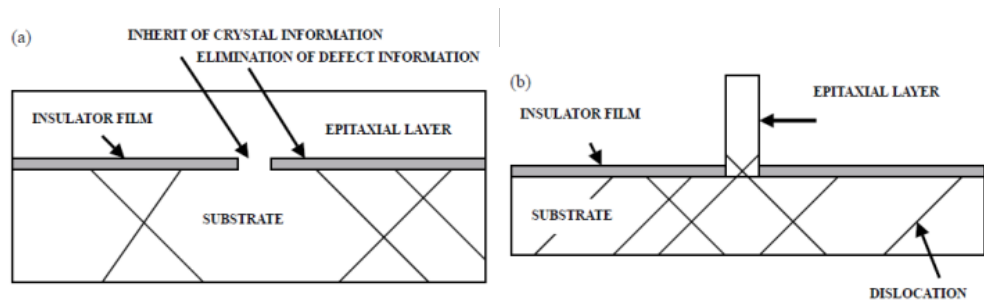 (a)
INHERIT OF CRYSTAL INFORMATION
ELIMINATION OF DEFECT INFORMATION
INSULATOR FILM
EPITAXIAL LAYER
SUBSTRATE
(b)
EPITAXIAL LAYER
INSULATOR FILM
SUBSTRATE
DISLOCATION